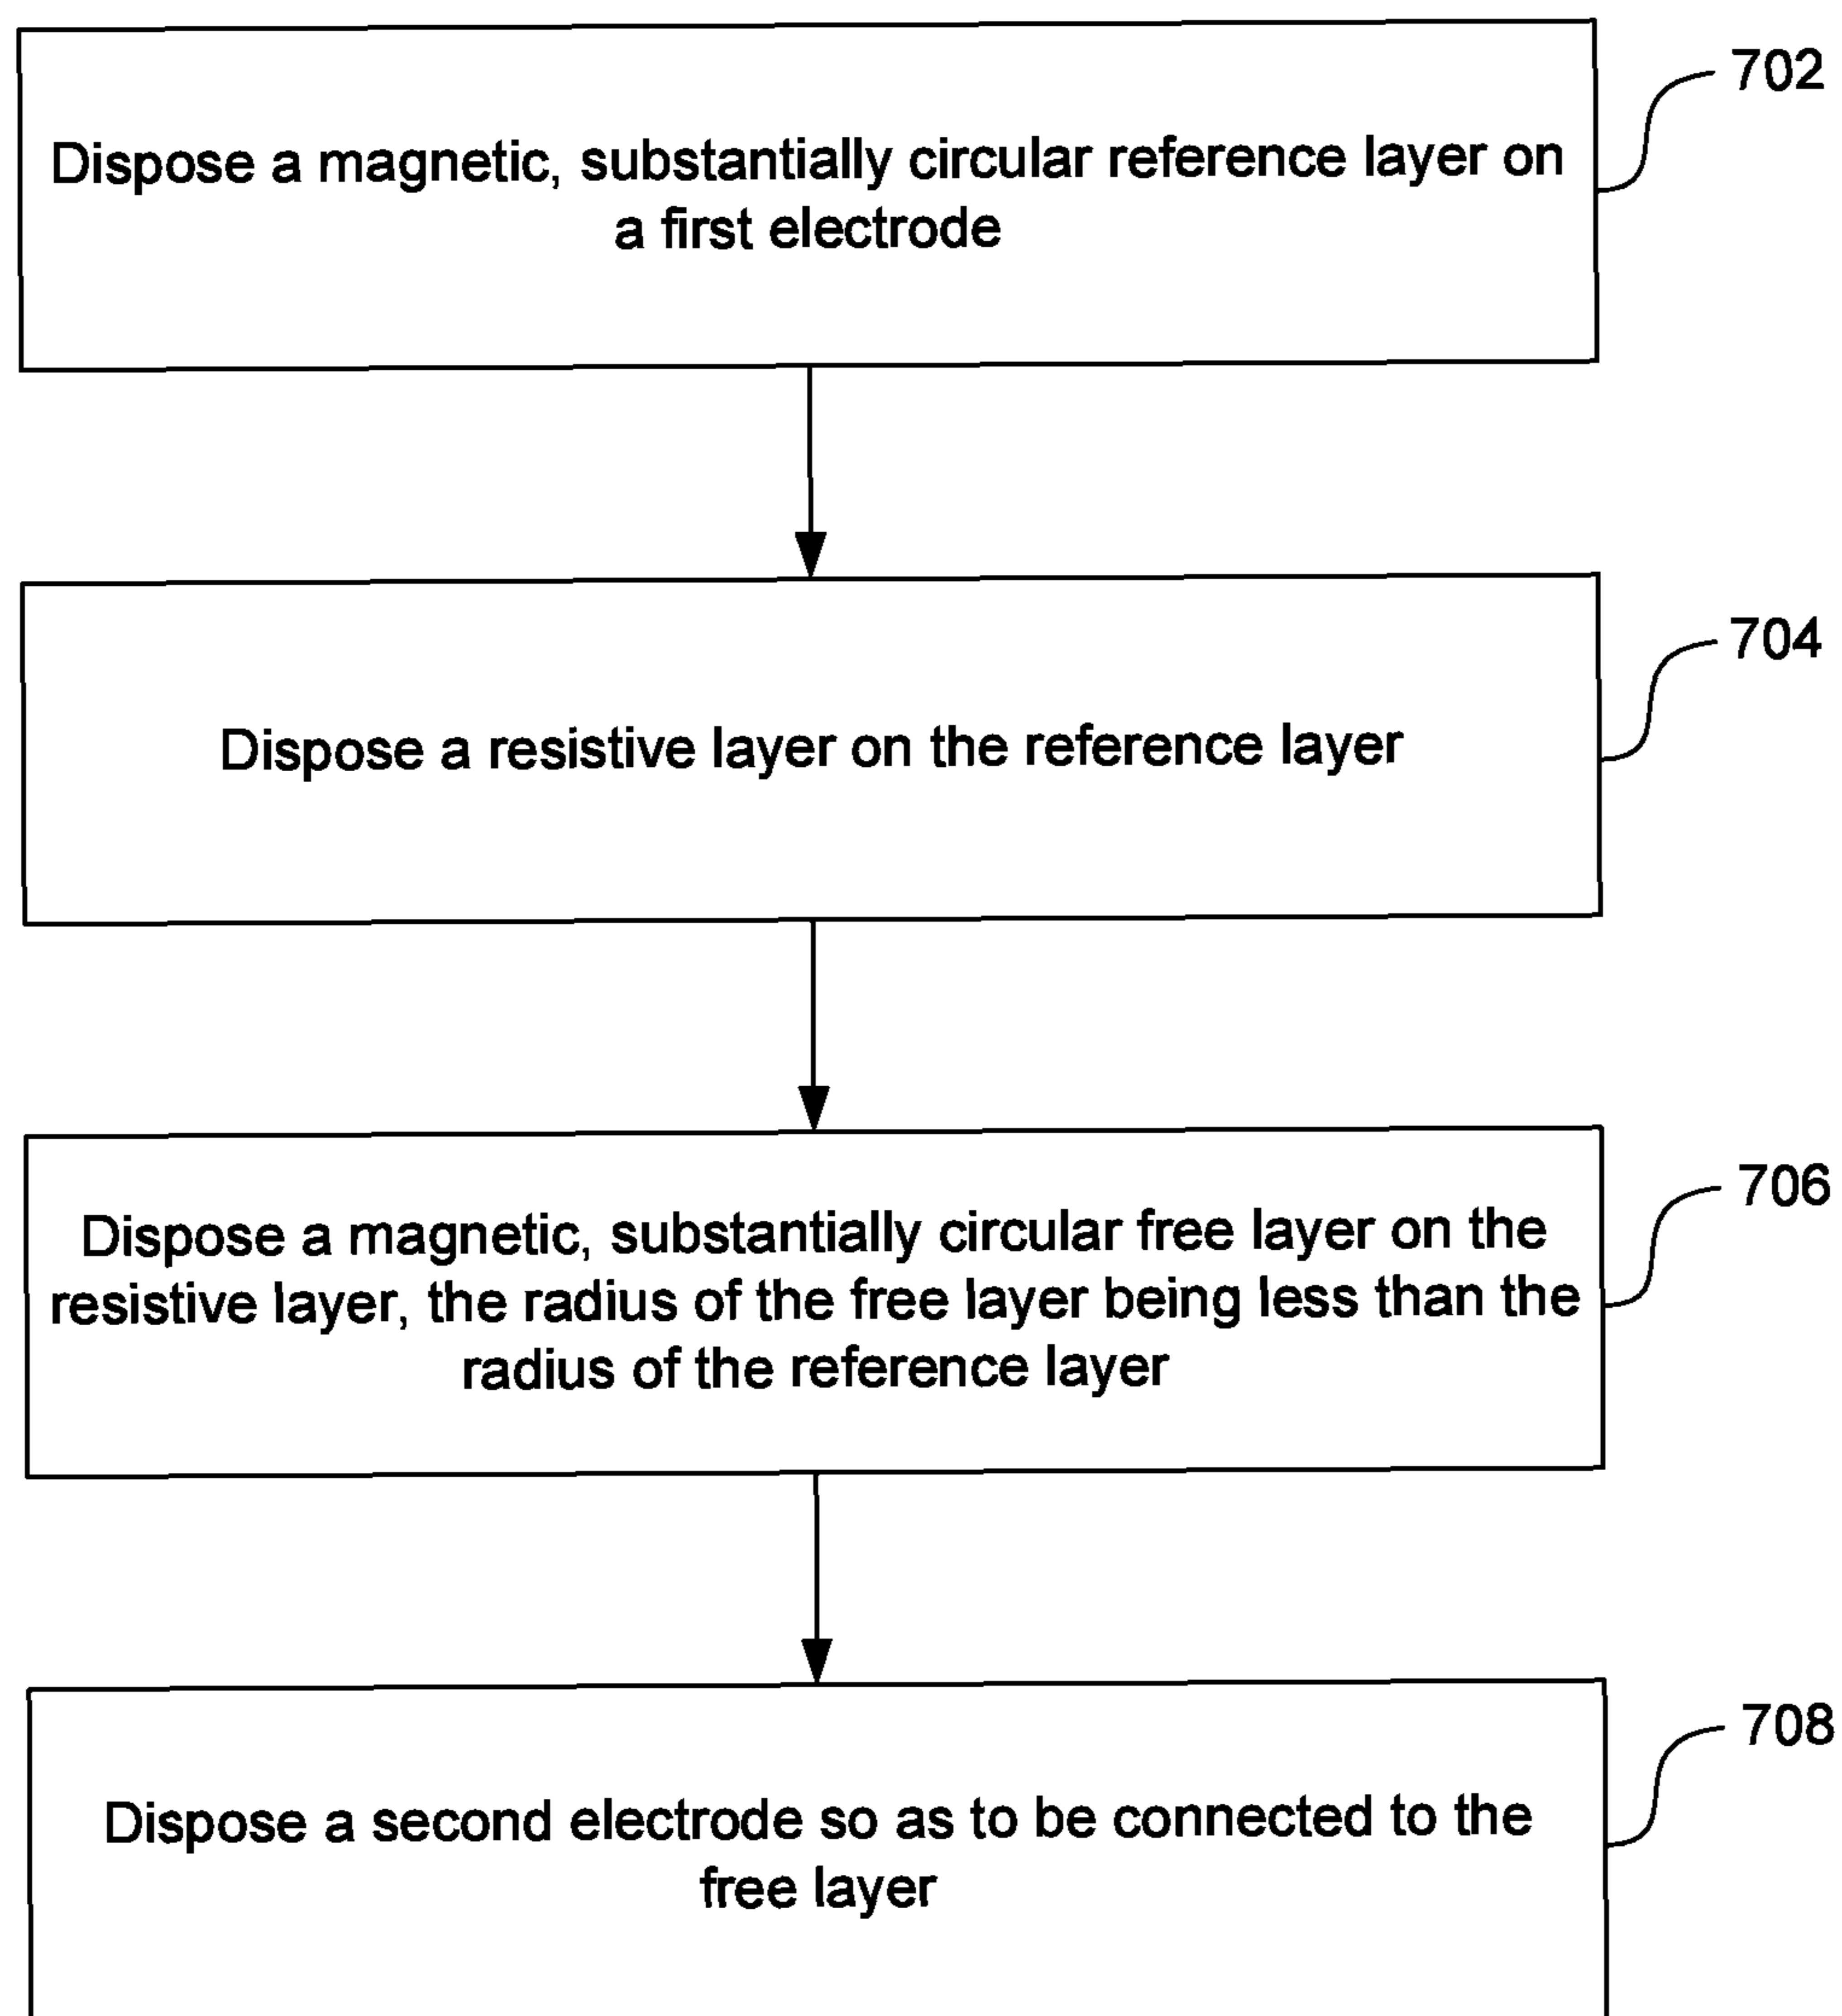 702
Dispose a magnetic, substantially circular reference layer on
a first electrode
704
Dispose a resistive layer on the reference layer
706
Dispose a magnetic, substantially circular free layer on the
resistive layer, the radius of the free layer being less than the
radius of the reference layer
708
Dispose a second electrode so as to be connected to the
free layer